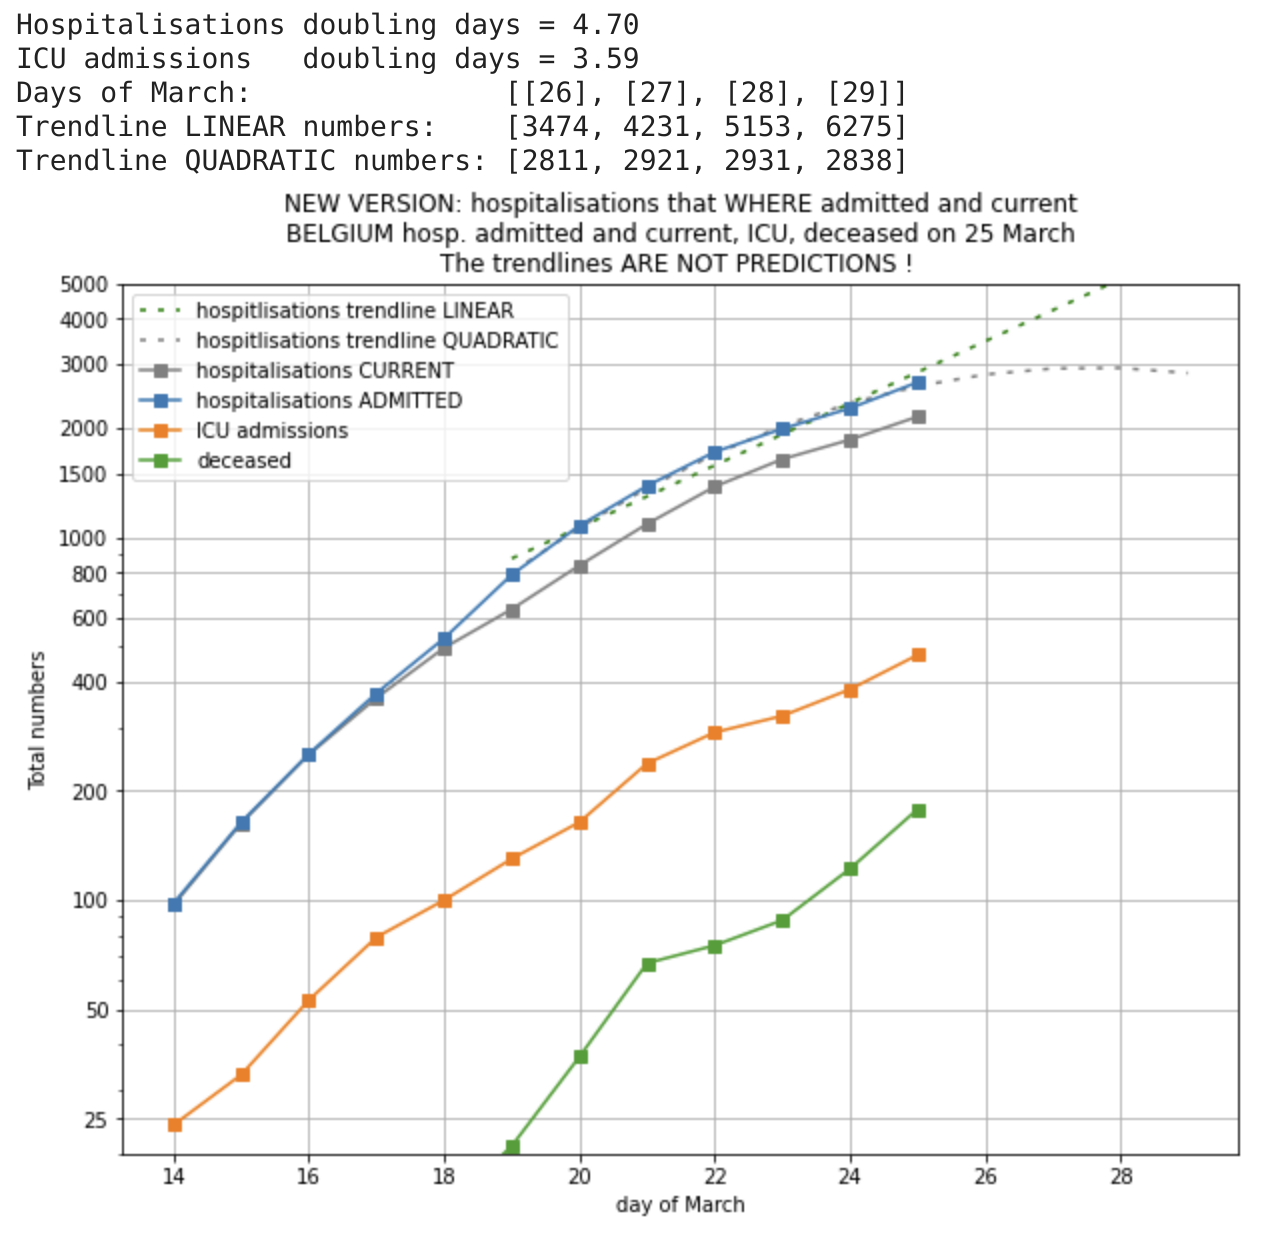 Hospitalisations doubling days = 4.70
ICU admissions   doubling days = 3.59
Days of March:               [[26], [27], [28], [29]]
Trendline LINEAR numbers:    [3474, 4231, 5153, 6275]
Trendline QUADRATIC numbers: [2811, 2921, 2931, 2838]
NEW VERSION: hospitalisations that WHERE admitted and current
BELGIUM hosp. admitted and current, ICU, deceased on 25 March
The trendlines ARE NOT PREDICTIONS !
hospitlisations trendline LINEAR
hospitlisations trendline QUADRATIC
hospitalisations CURRENT
hospitalisations ADMITTED
ICU admissions
deceased
Total numbers
5000
4000
3000
2000
1500
1000
800
600
400
200
100
50
25
14 16 18 20 22 24 26 28
day of March